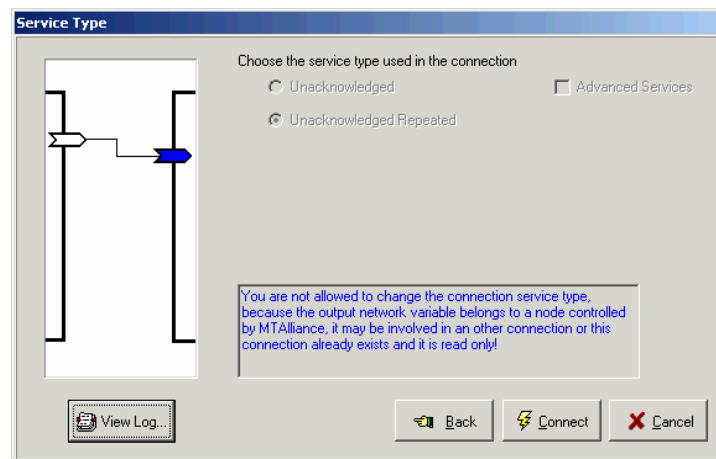 Service Type
Choose the service type used in the connection
Unacknowledged
Advanced Services
Unacknowledged Repeated
You are not allowed to change the connection service type,
because the output network variable belongs to a node controlled
by MTAlliance, it may be involved in an other connection or this
connection already exists and it is read only!
View Log...
Back
Connect
Cancel